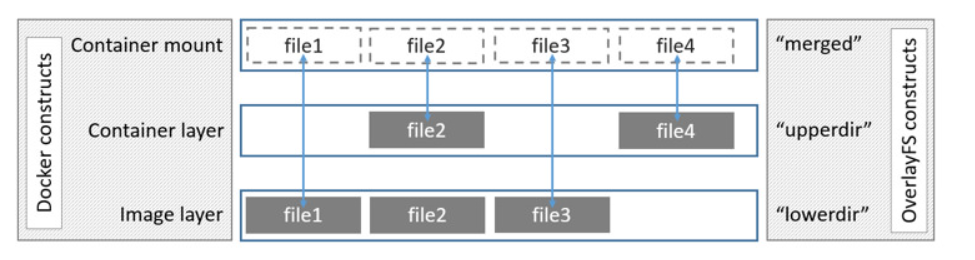 Docker constructs
Container mount
file1
file2
file3
file4
“merged”
Container layer
file2
file4
“upperdir”
Image layer
file1
file2
file3
“lowerdir”
OverlayFS constructs